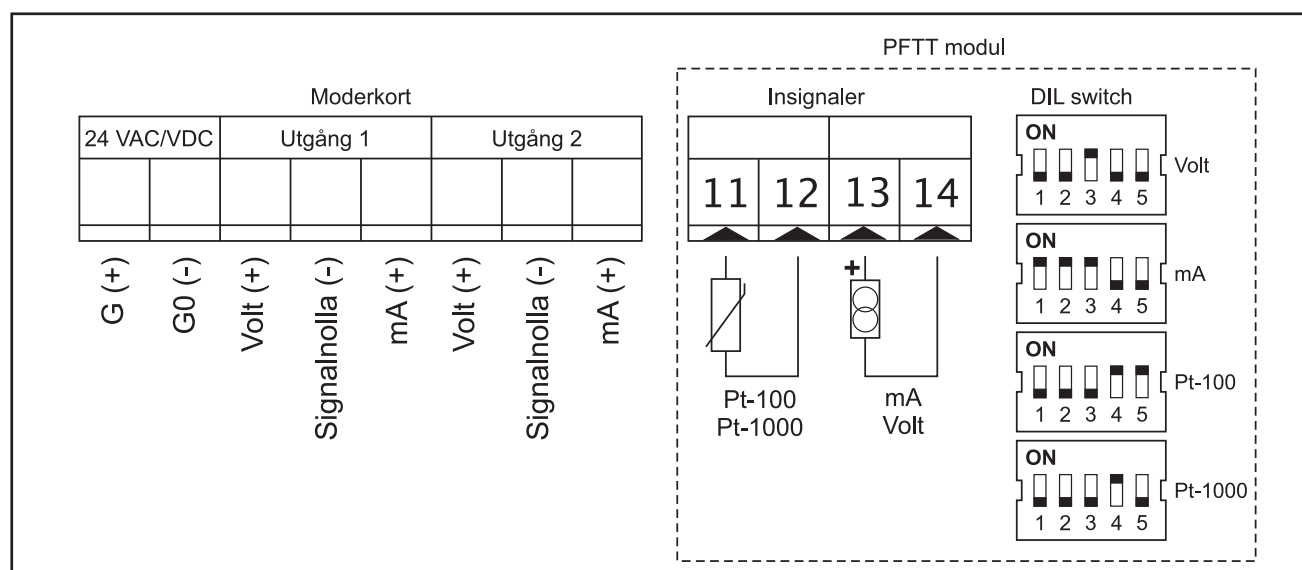 PFTT modul
Moderkort
24 VAC/VDC Utgång 1 Utgång 2
G (+)
G0 (-)
Volt (+)
Signalnolla (-)
mA (+)
Volt (+)
Signalnolla (-)
mA (+)
Insignaler
11 12 13 14
+
Pt-100
Pt-1000
mA
Volt
DIL switch
ON
Volt
1 2 3 4 5
ON
mA
1 2 3 4 5
ON
Pt-100
1 2 3 4 5
ON
Pt-1000
1 2 3 4 5